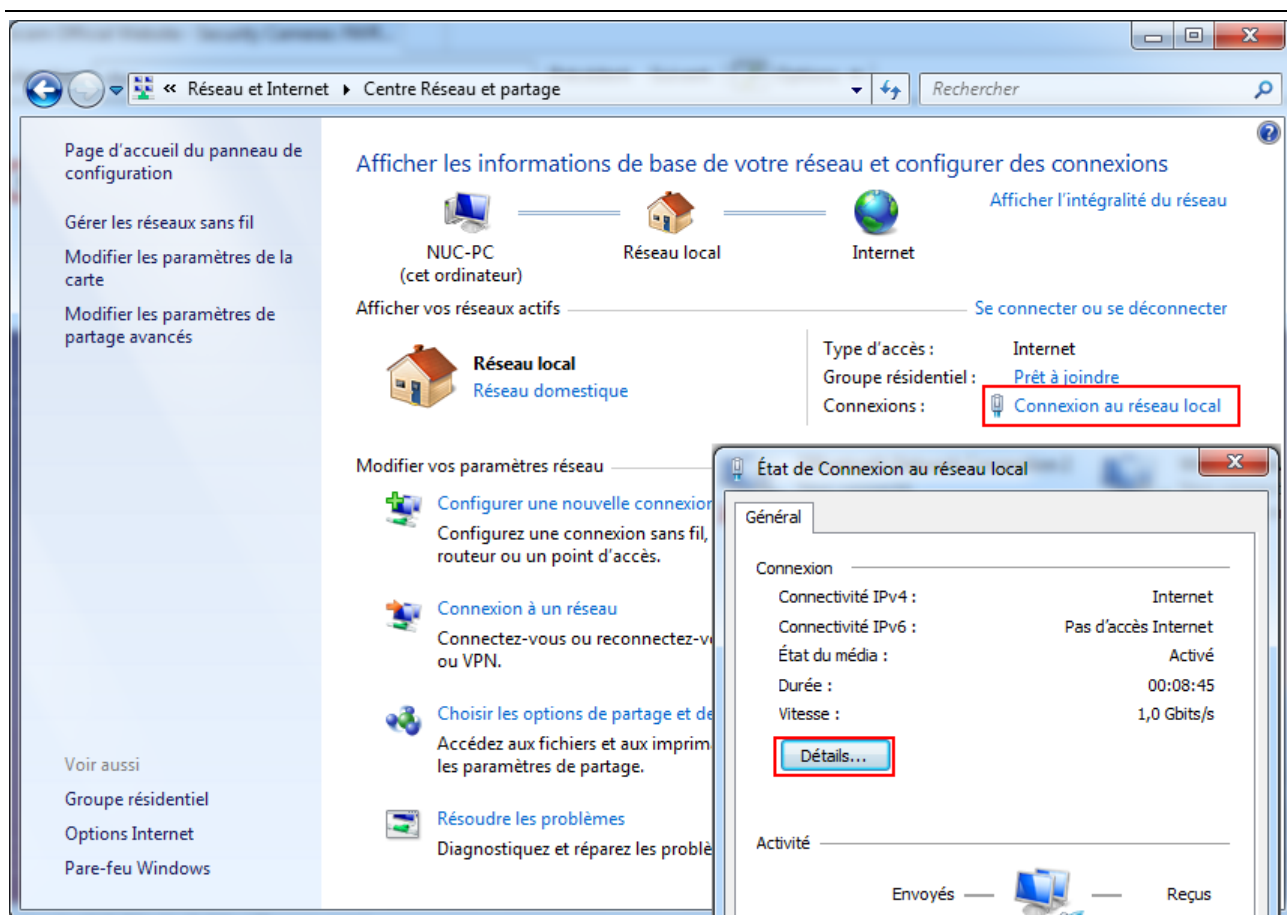 Réseau et Internet ▸ Centre Réseau et partage
Rechercher
Page d'accueil du panneau de
configuration
Gérer les réseaux sans fil
Modifier les paramètres de la
carte
Modifier les paramètres de
partage avancés
Voir aussi
Groupe résidentiel
Options Internet
Pare-feu Windows
Afficher les informations de base de votre réseau et configurer des connexions
Afficher l'intégralité du réseau
NUC-PC
(cet ordinateur)
Réseau local
Internet
Afficher vos réseaux actifs
Se connecter ou se déconnecter
Réseau local
Réseau domestique
Type d'accès : Internet
Groupe résidentiel : Prêt à joindre
Connexions : Connexion au réseau local
Modifier vos paramètres réseau
Configurer une nouvelle connexion
Configurez une connexion sans fil,
routeur ou un point d'accès.
Connexion à un réseau
Connectez-vous ou reconnectez-v
ou VPN.
Choisir les options de partage et de
Accédez aux fichiers et aux imprim
les paramètres de partage.
Résoudre les problèmes
Diagnostiquez et réparez les problè
État de Connexion au réseau local
Général
Connexion
Connectivité IPv4 : Internet
Connectivité IPv6 : Pas d'accès Internet
État du média : Activé
Durée : 00:08:45
Vitesse : 1,0 Gbits/s
Détails...
Activité
Envoyés
Reçus